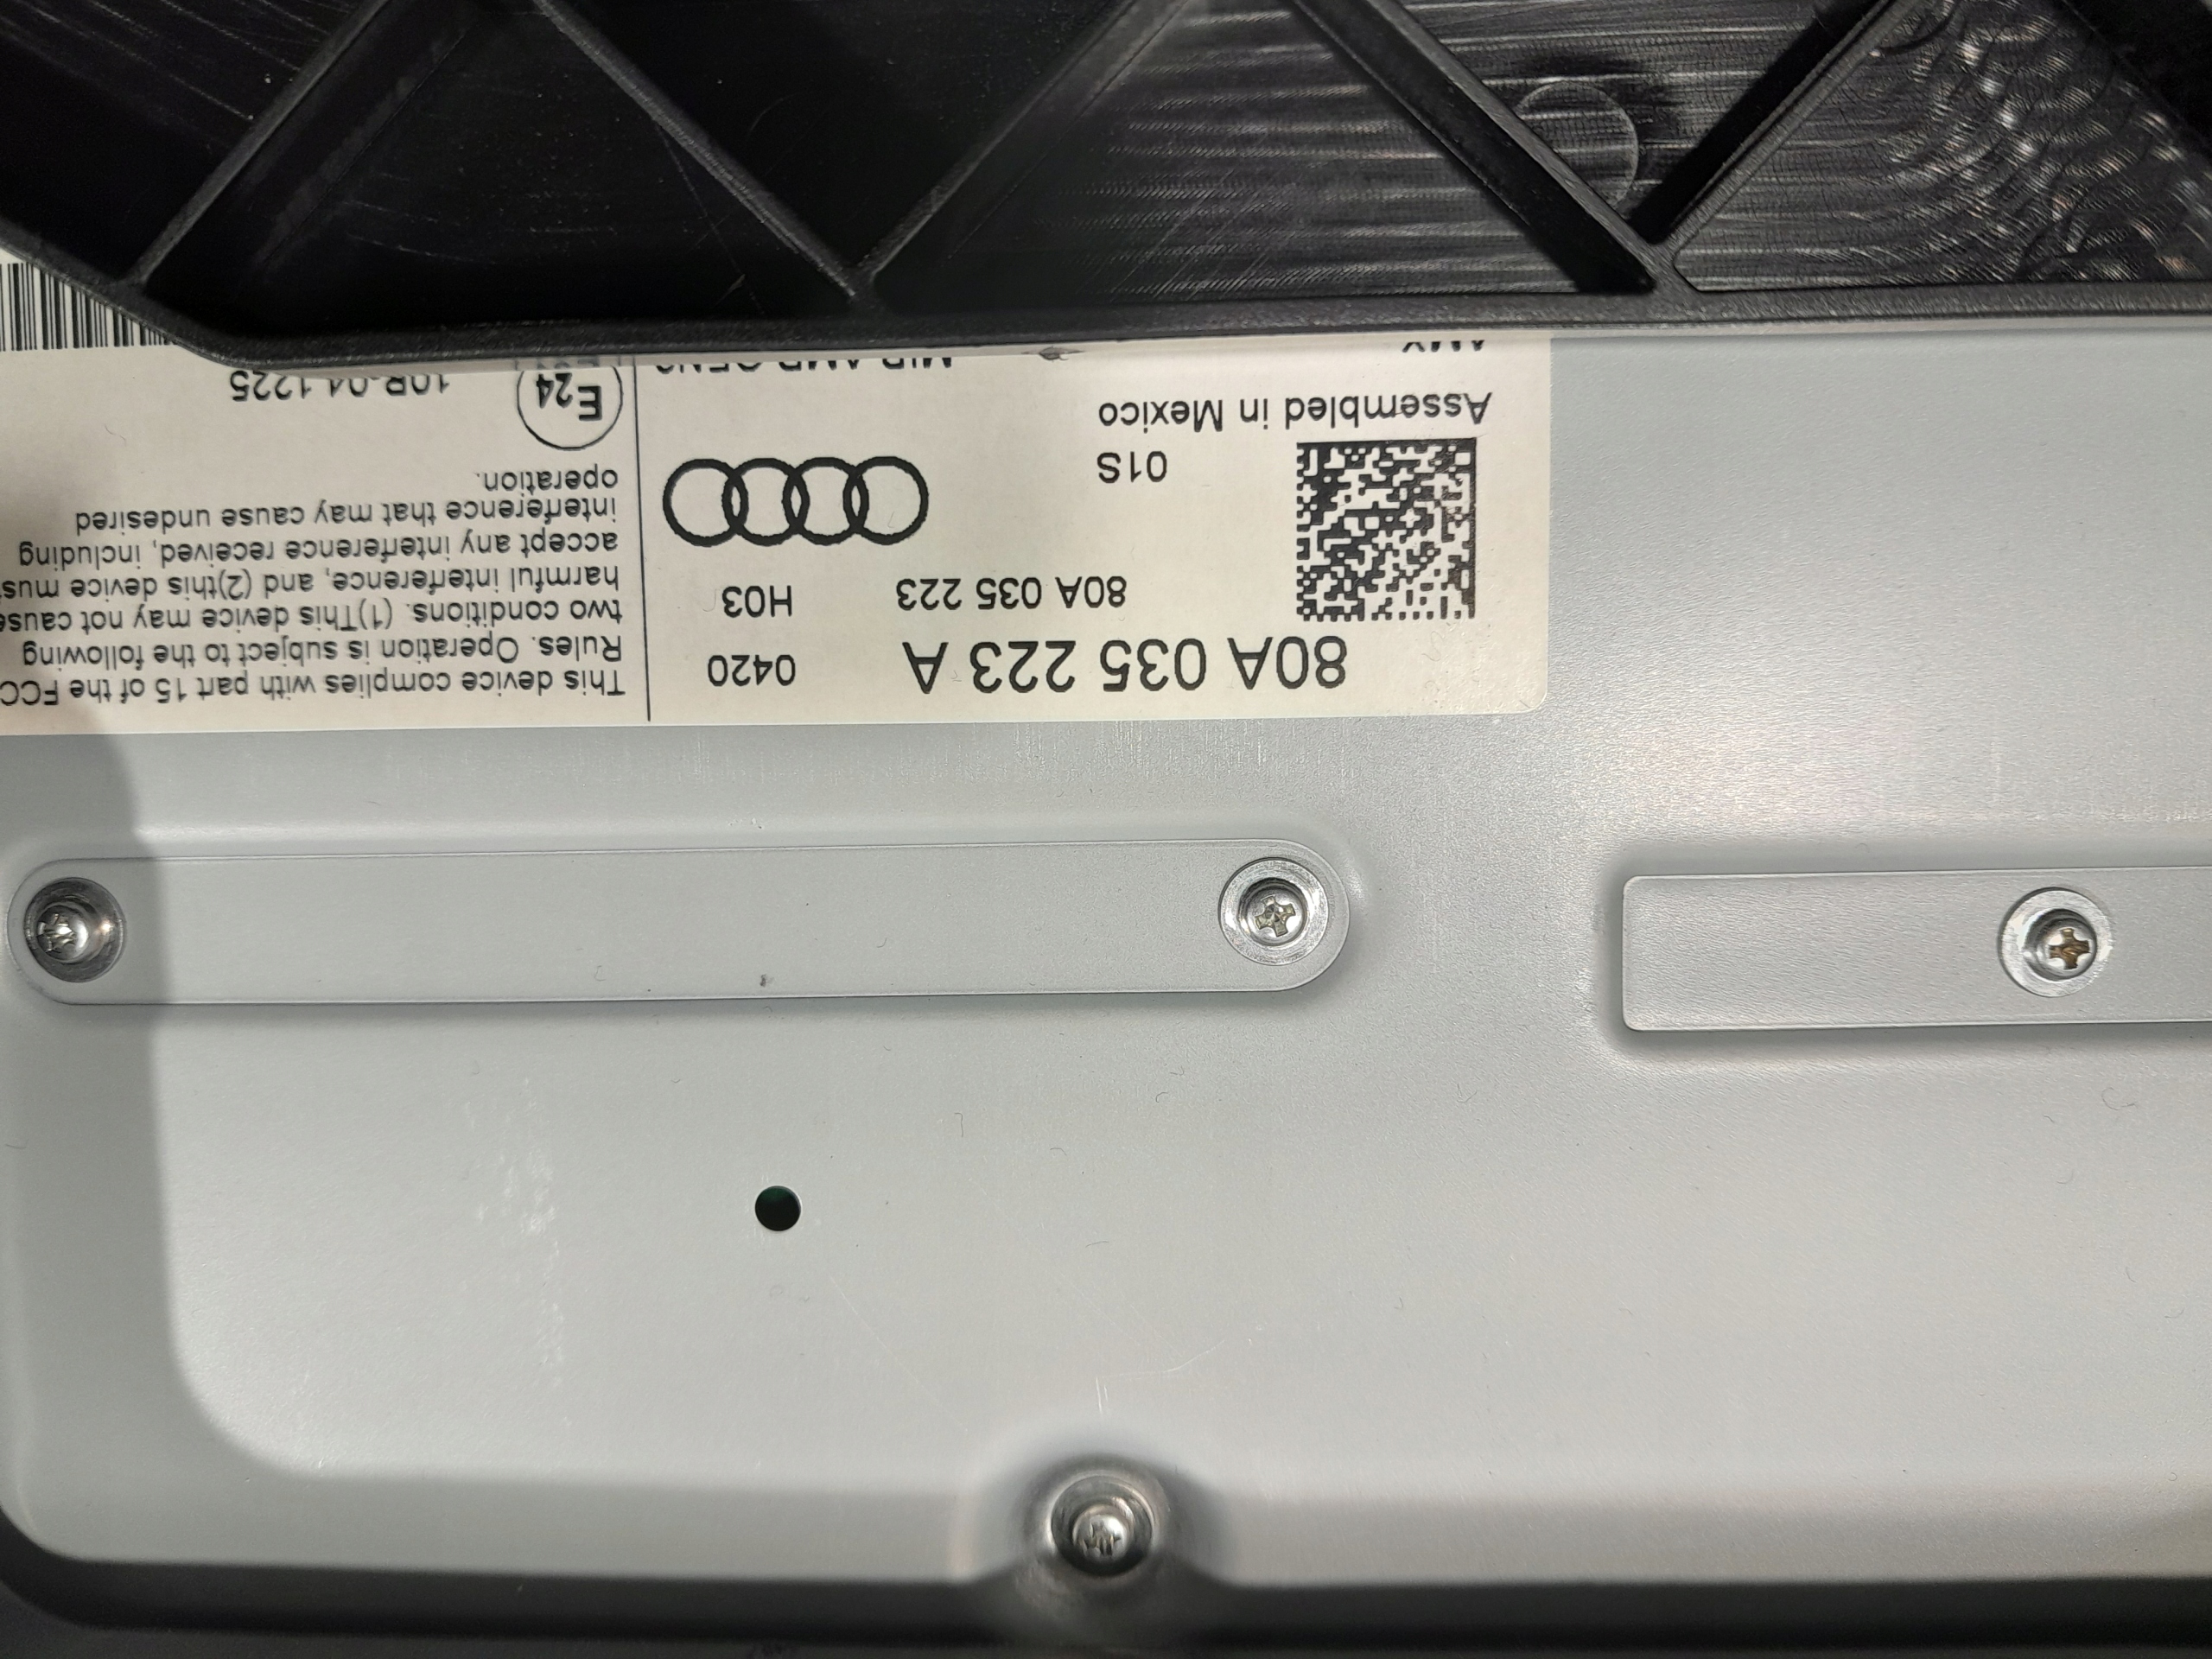 80A 035 223 A 0420
80A 035 223 H03
01S
Assembled in Mexico
This device complies with part 15 of the FCC
Rules. Operation is subject to the following
two conditions. (1)This device may not cause
harmful interference, and (2)this device must
accept any interference received, including
interference that may cause undesired
operation.
E24
10R-04 1225